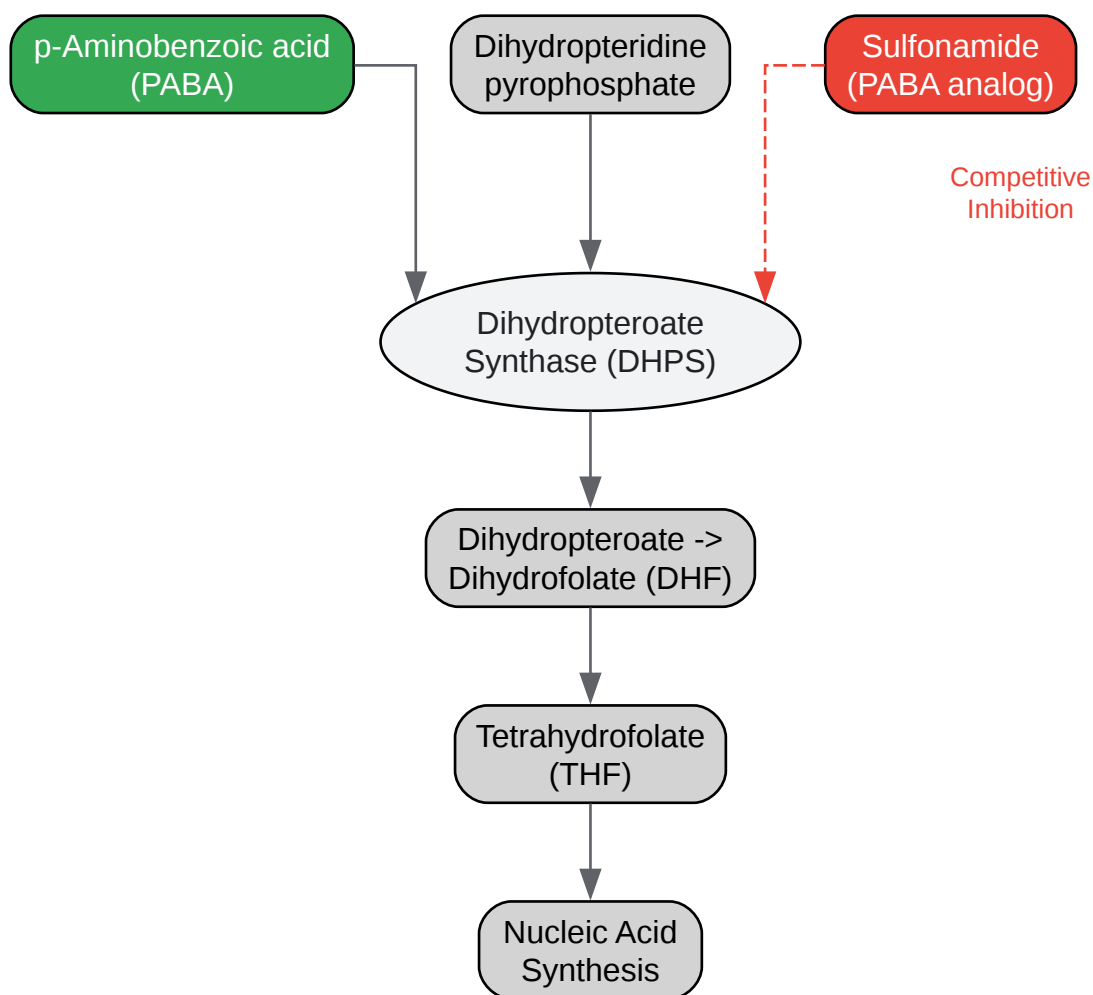 p-Aminobenzoic acid
(PABA)
Dihydropteridine
pyrophosphate
Sulfonamide
(PABA analog)
Competitive
Inhibition
Dihydropteroate
Synthase (DHPS)
Dihydropteroate ->
Dihydrofolate (DHF)
Tetrahydrofolate
(THF)
Nucleic Acid
Synthesis